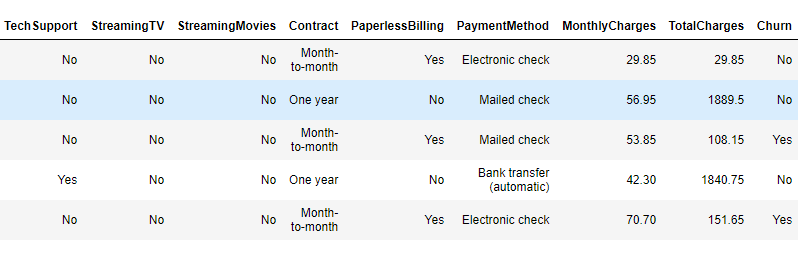 TechSupport StreamingTV StreamingMovies Contract PaperlessBilling PaymentMethod MonthlyCharges TotalCharges Churn
No No No Month-to-month Yes Electronic check 29.85 29.85 No
No No No One year No Mailed check 56.95 1889.5 No
No No No Month-to-month Yes Mailed check 53.85 108.15 Yes
Yes No No One year No Bank transfer (automatic) 42.30 1840.75 No
No No No Month-to-month Yes Electronic check 70.70 151.65 Yes